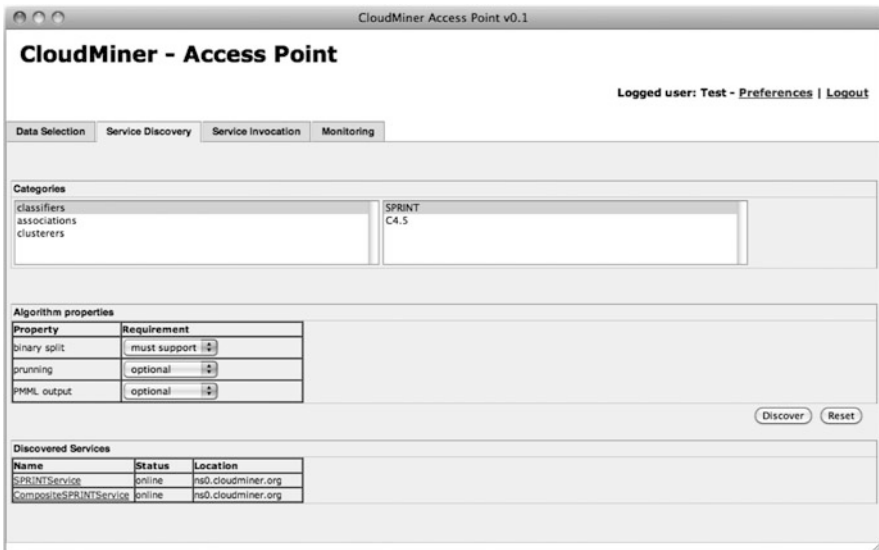 CloudMiner Access Point v0.1
CloudMiner - Access Point
Logged user: Test - Preferences | Logout
Data Selection Service Discovery Service Invocation Monitoring
Categories
classifiers SPRINT
associations C4.5
clusterers
Algorithm properties
Property Requirement
binary split must support
prunning optional
PMML output optional
Discover Reset
Discovered Services
Name Status Location
SPRINTService online ns0.cloudminer.org
CompositeSPRINTService online ns0.cloudminer.org